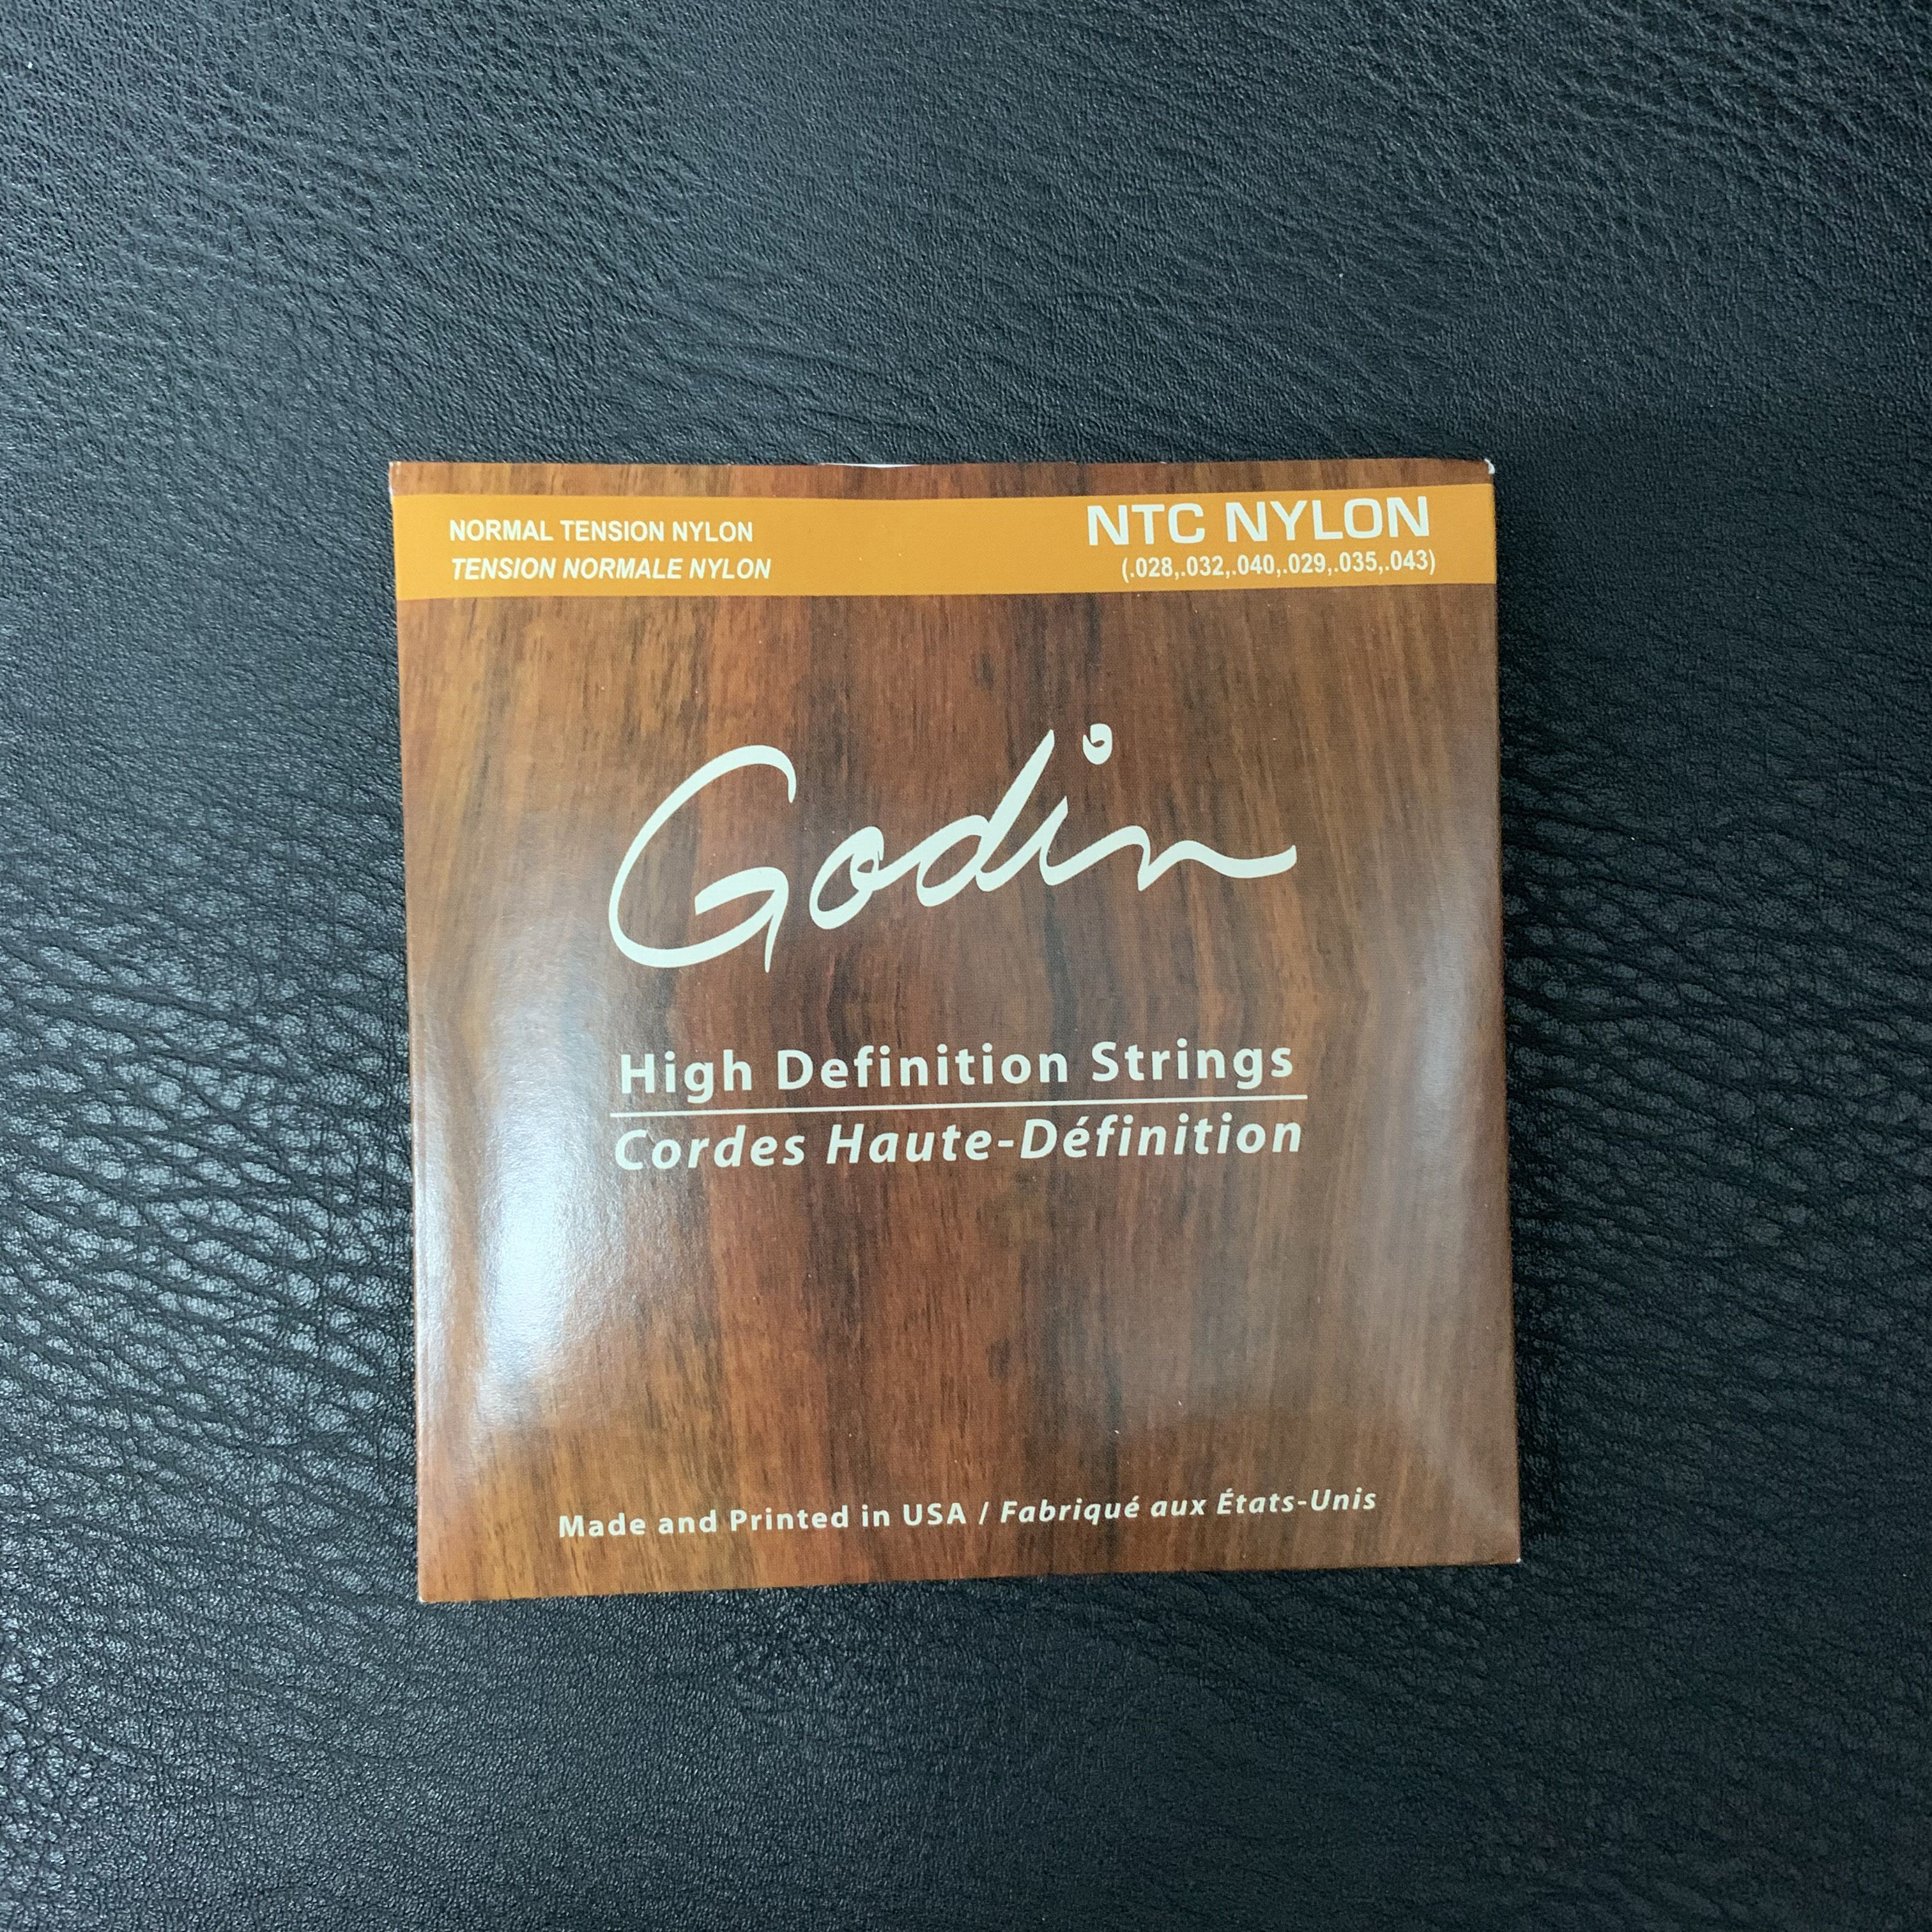 NORMAL TENSION NYLON
TENSION NORMALE NYLON
NTC NYLON
(.028,.032,.040,.029,.035,.043)
Godin
High Definition Strings
Cordes Haute-Définition
Made and Printed in USA / Fabriqué aux États-Unis